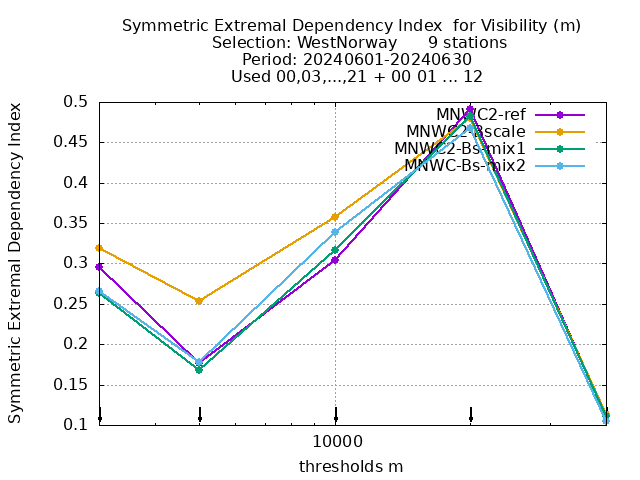 Symmetric Extremal Dependency Index  for Visibility (m)
Selection: WestNorway      9 stations
Period: 20240601-20240630
Used 00,03,...,21 + 00 01 ... 12
Symmetric Extremal Dependency Index
0.5
0.45
0.4
0.35
0.3
0.25
0.2
0.15
0.1
MNWC2-ref
MNWC2-Bscale
MNWC2-Bs-mix1
MNWC-Bs-mix2
10000
thresholds m